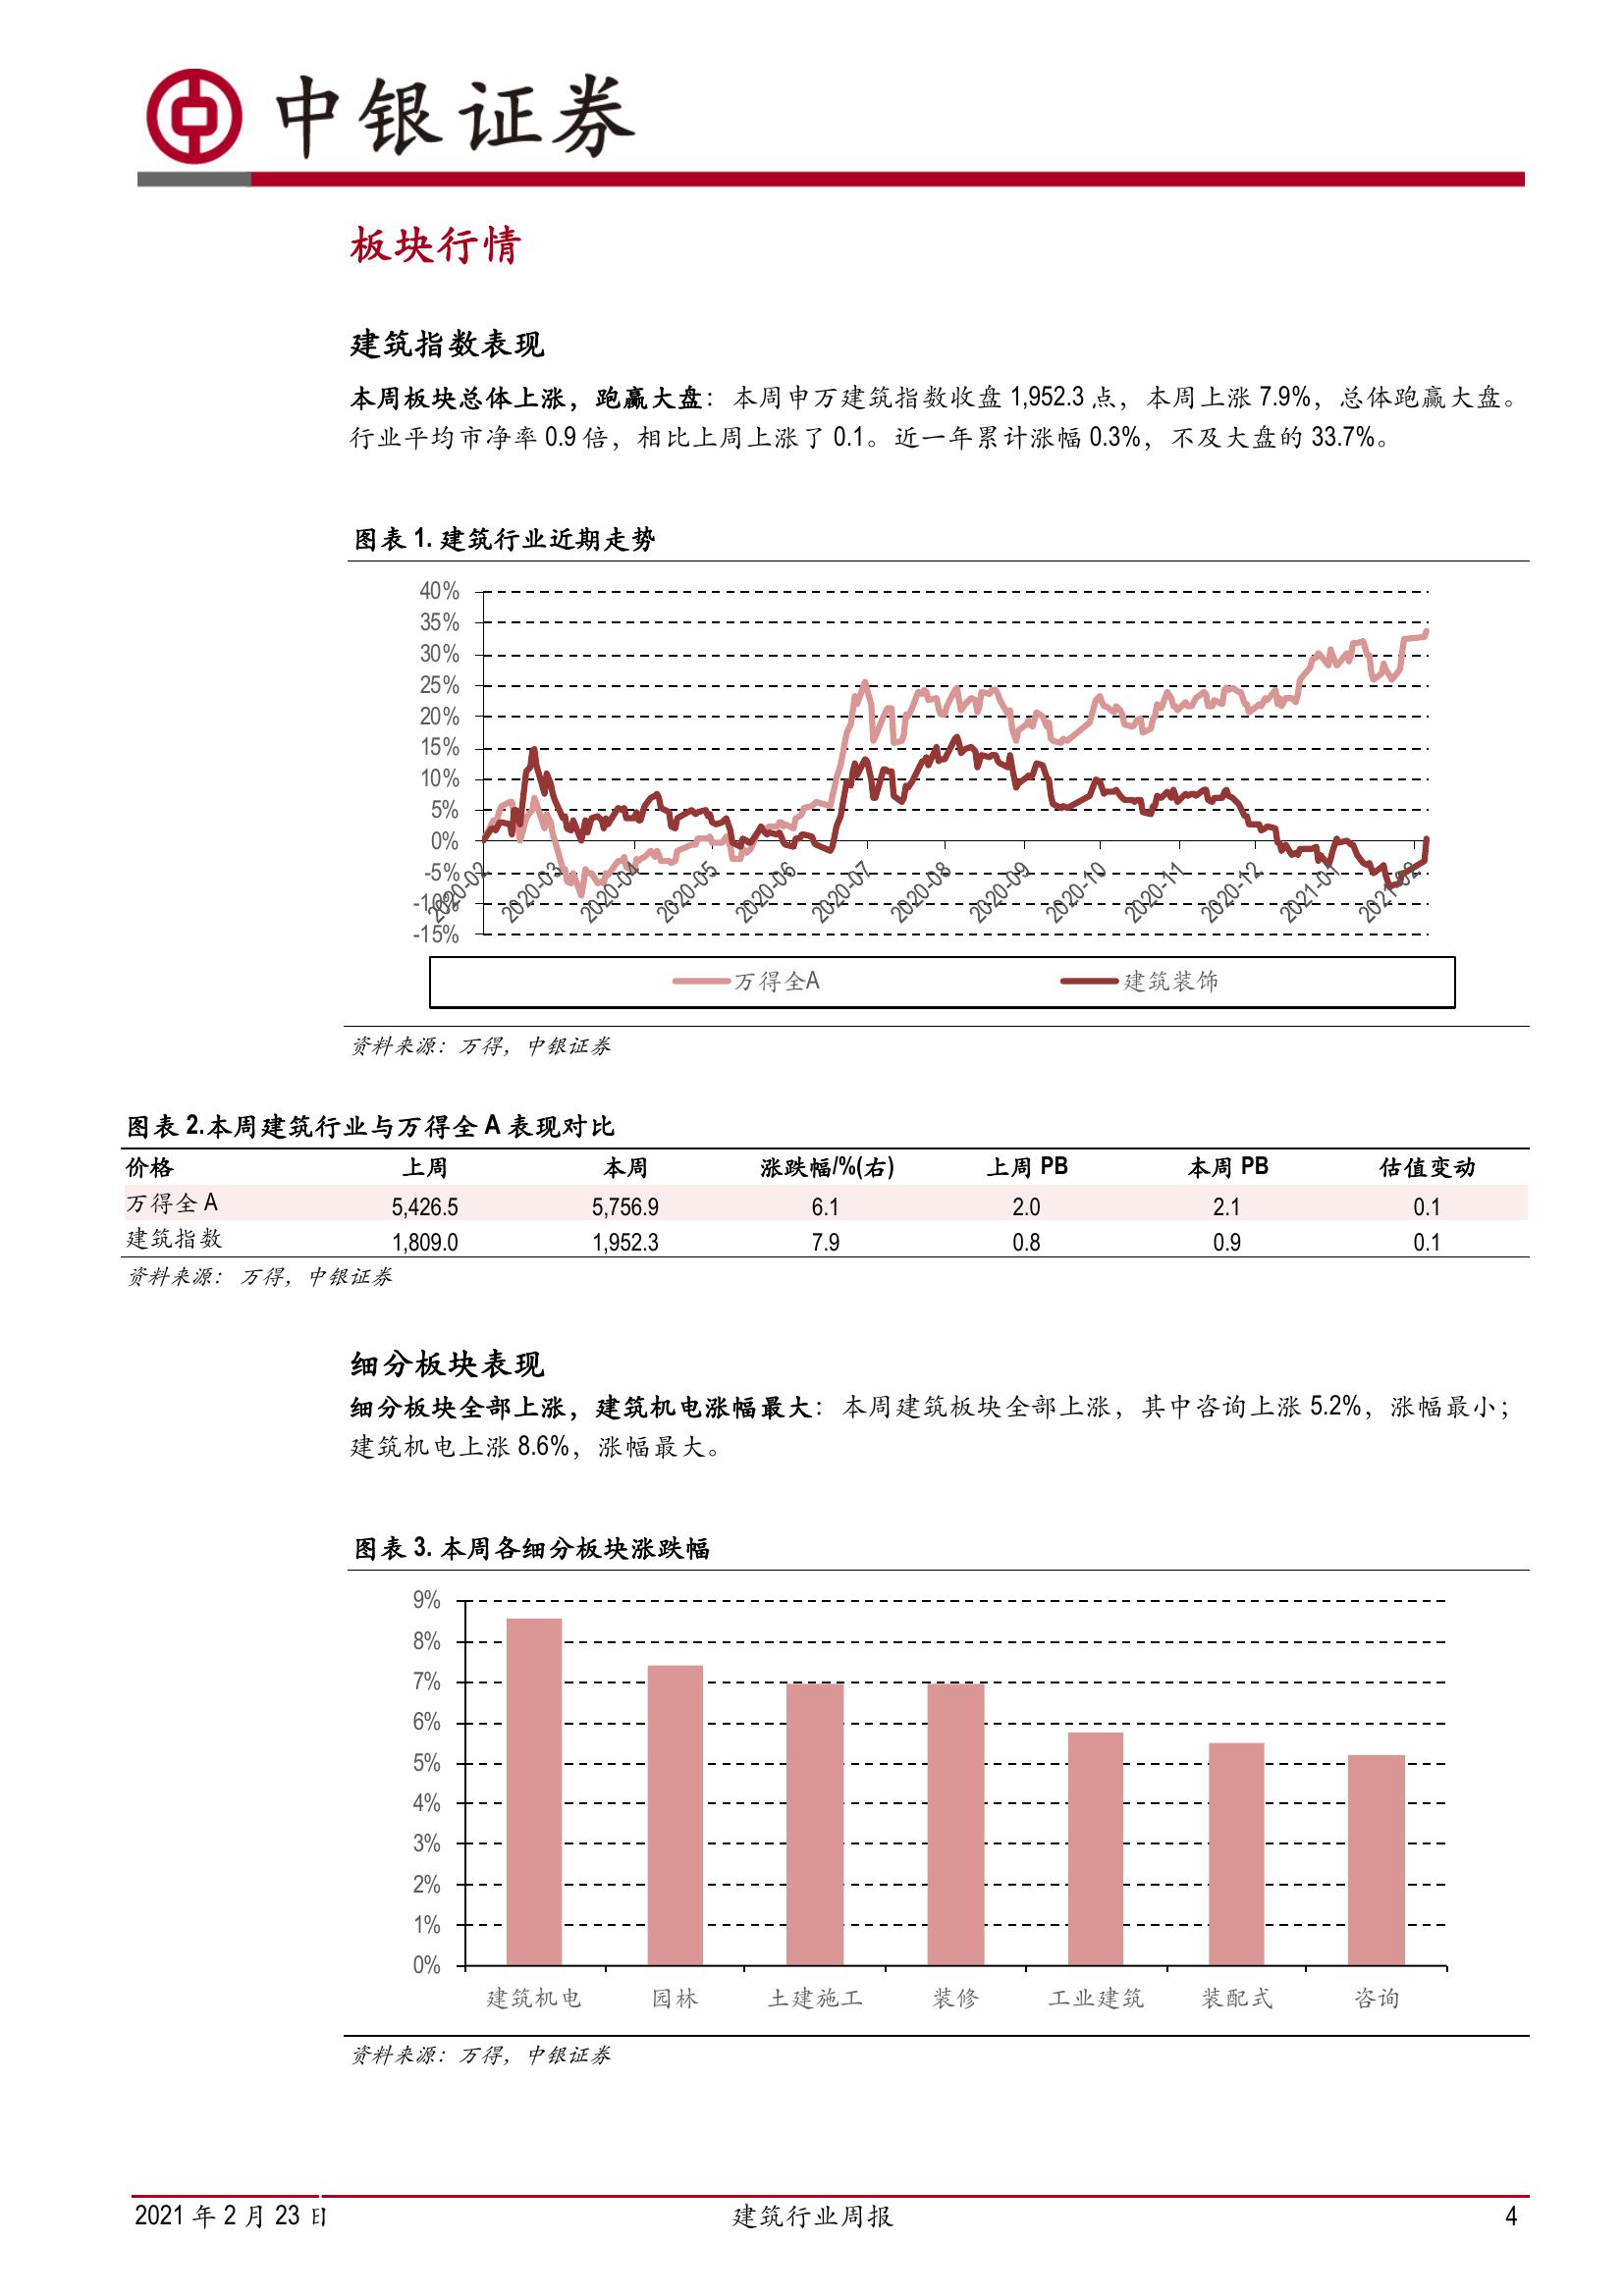 中银证券
板块行情
建筑指数表现
本周板块总体上涨，跑赢大盘：本周申万建筑指数收盘 1,952.3 点，本周上涨 7.9%，总体跑赢大盘。
行业平均市净率 0.9 倍，相比上周上涨了 0.1。近一年累计涨幅 0.3%，不及大盘的 33.7%。
图表 1. 建筑行业近期走势
40%
35%
30%
25%
20%
15%
10%
5%
0%
-5%
-10%
-15%
2020-02 2020-03 2020-04 2020-05 2020-06 2020-07 2020-08 2020-09 2020-10 2020-11 2020-12 2021-01 2021-02
万得全A 建筑装饰
资料来源：万得，中银证券
图表 2.本周建筑行业与万得全 A 表现对比
价格 上周 本周 涨跌幅/%(右) 上周 PB 本周 PB 估值变动
万得全 A 5,426.5 5,756.9 6.1 2.0 2.1 0.1
建筑指数 1,809.0 1,952.3 7.9 0.8 0.9 0.1
资料来源： 万得，中银证券
细分板块表现
细分板块全部上涨，建筑机电涨幅最大：本周建筑板块全部上涨，其中咨询上涨 5.2%，涨幅最小；
建筑机电上涨 8.6%，涨幅最大。
图表 3. 本周各细分板块涨跌幅
9%
8%
7%
6%
5%
4%
3%
2%
1%
0%
建筑机电 园林 土建施工 装修 工业建筑 装配式 咨询
资料来源：万得，中银证券
2021 年 2 月 23 日 建筑行业周报 4